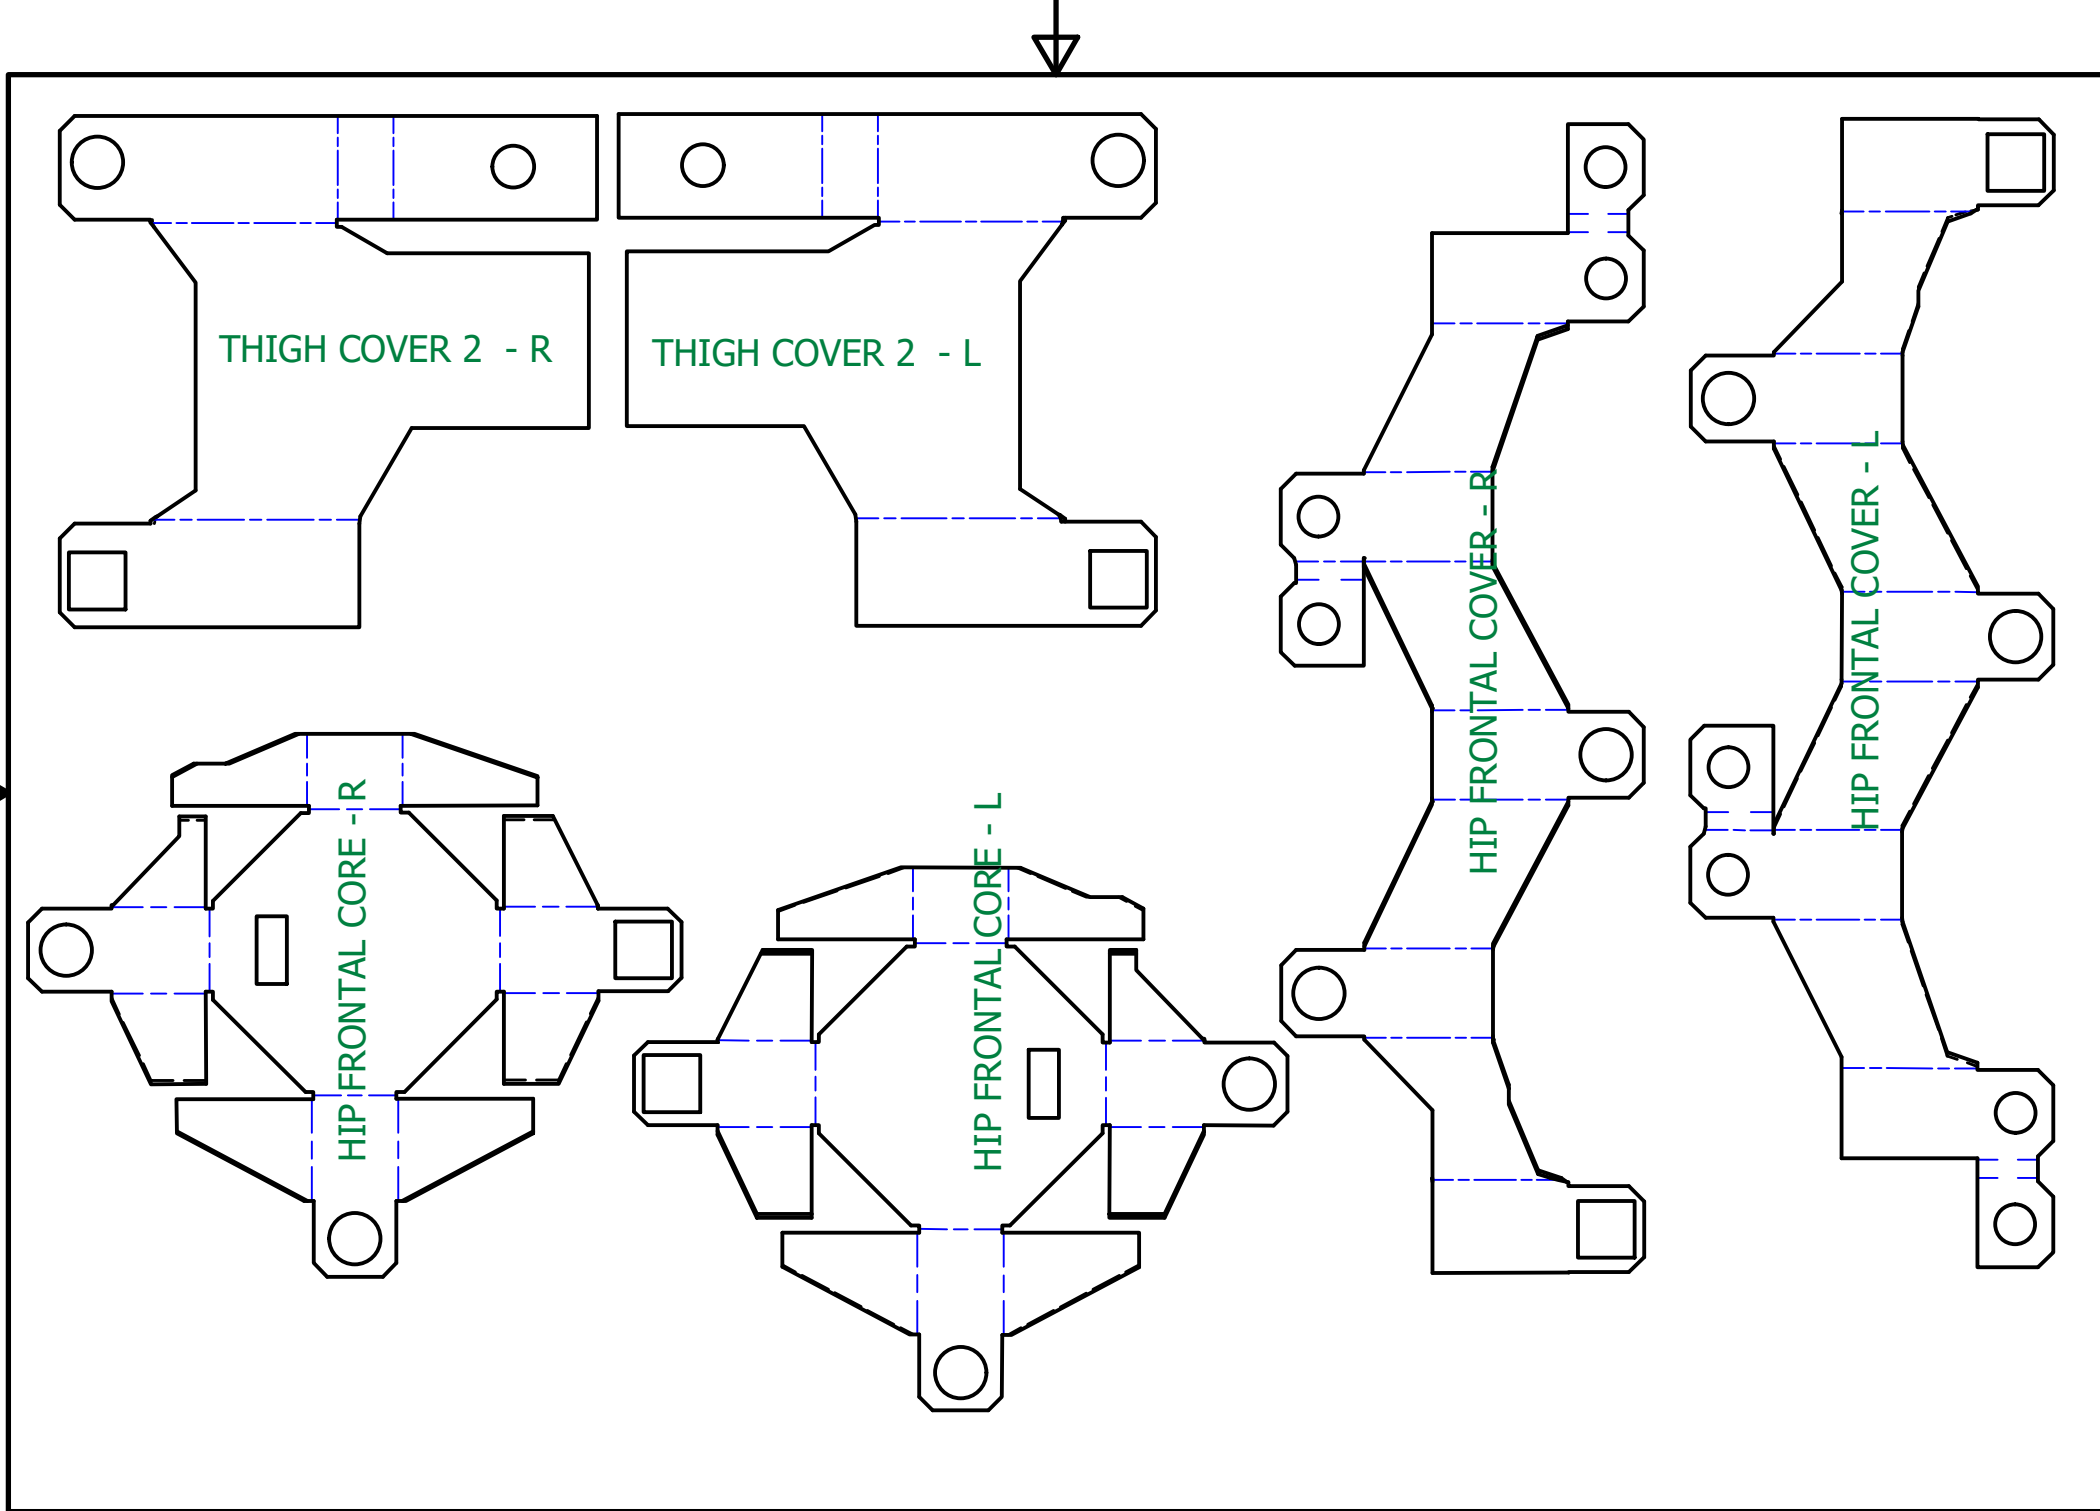 THIGH COVER 2 - R
THIGH COVER 2 - L
HIP FRONTAL COVER - R
HIP FRONTAL COVER - L
HIP FRONTAL CORE - R
HIP FRONTAL CORE - L